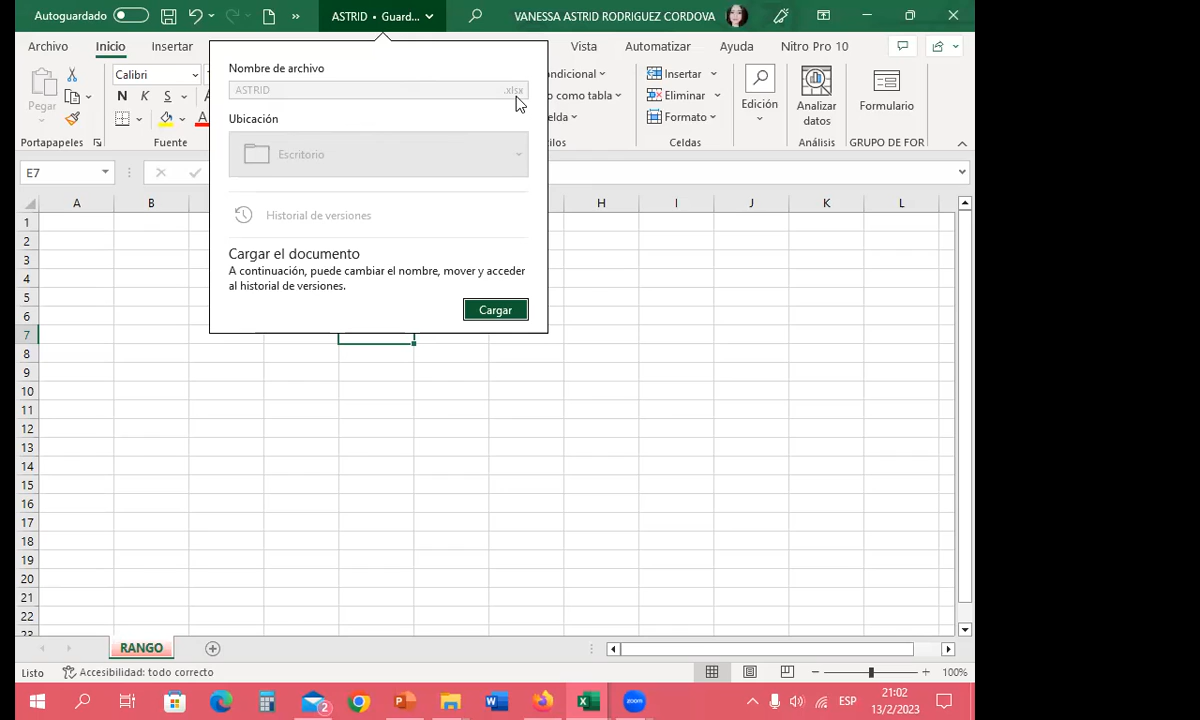 Autoguardado
ASTRID • Guard...
VANESSA ASTRID RODRIGUEZ CORDOVA
Archivo Inicio Insertar Vista Automatizar Ayuda Nitro Pro 10
Nombre de archivo
ASTRID .xlsx
Ubicación
Escritorio
Historial de versiones
Cargar el documento
A continuación, puede cambiar el nombre, mover y acceder
al historial de versiones.
Cargar
Pegar
Portapapeles
Calibri
N K S A
Fuente
ndicional
o como tabla
elda
los
Insertar
Eliminar
Formato
Celdas
Edición
Analizar
datos
Análisis
Formulario
GRUPO DE FOR
E7
A B H I J K L
1
2
3
4
5
6
7
8
9
10
11
12
13
14
15
16
17
18
19
20
21
22
23
RANGO
Listo Accesibilidad: todo correcto 100%
2 P W zoom ESP
21:02
13/2/2023